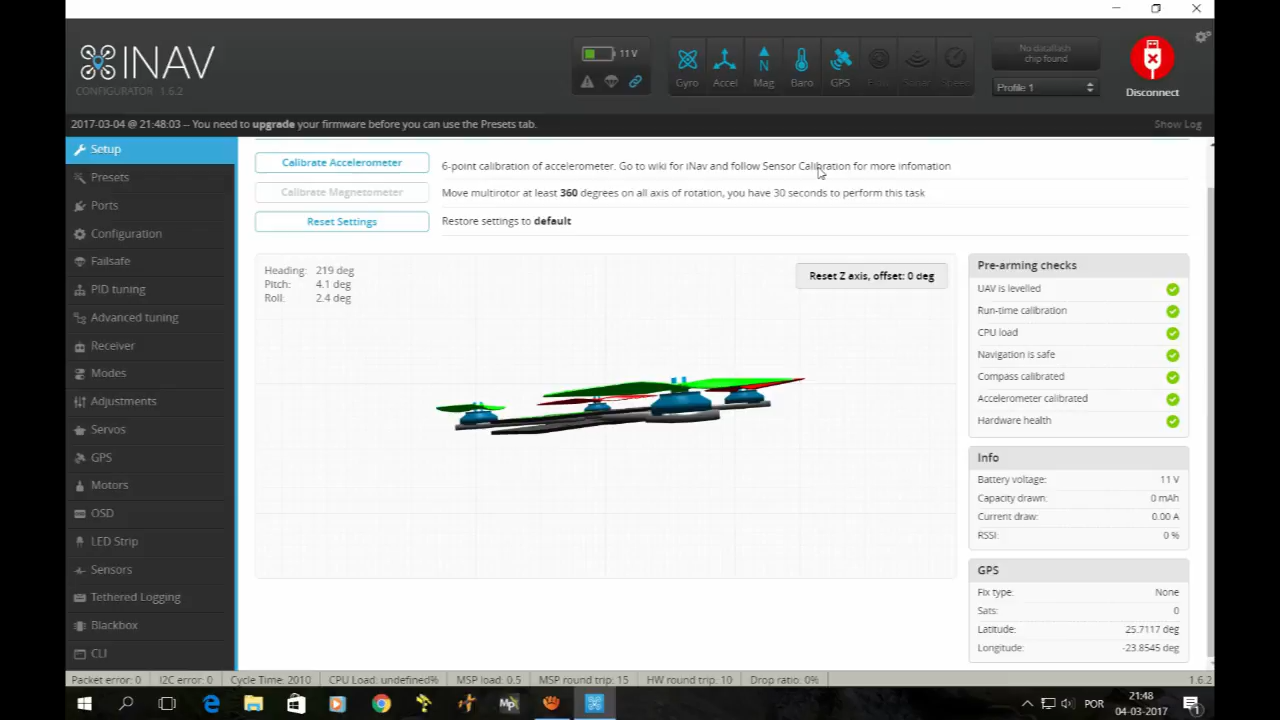 INAV
CONFIGURATOR 1.6.2
11 V
Gyro
Accel
Mag
Baro
GPS
Sonar
Speed
No dataflash
chip found
Profile 1
Disconnect
2017-03-04 @ 21:48:03 -- You need to upgrade your firmware before you can use the Presets tab.
Show Log
Setup
Presets
Ports
Configuration
Failsafe
PID tuning
Advanced tuning
Receiver
Modes
Adjustments
Servos
GPS
Motors
OSD
LED Strip
Sensors
Tethered Logging
Blackbox
CLI
Calibrate Accelerometer
6-point calibration of accelerometer. Go to wiki for iNav and follow Sensor Calibration for more infomation
Calibrate Magnetometer
Move multirotor at least 360 degrees on all axis of rotation, you have 30 seconds to perform this task
Reset Settings
Restore settings to default
Heading: 219 deg
Pitch: 4.1 deg
Roll: 2.4 deg
Reset Z axis, offset: 0 deg
Pre-arming checks
UAV is levelled
Run-time calibration
CPU load
Navigation is safe
Compass calibrated
Accelerometer calibrated
Hardware health
Info
Battery voltage: 11 V
Capacity drawn: 0 mAh
Current draw: 0.00 A
RSSI: 0 %
GPS
Fix type: None
Sats: 0
Latitude: 25.7117 deg
Longitude: -23.8545 deg
Packet error: 0
I2C error: 0
Cycle Time: 2010
CPU Load: undefined%
MSP load: 0.5
MSP round trip: 15
HW round trip: 10
Drop ratio: 0%
1.6.2
Mp
POR
21:48
04-03-2017
1